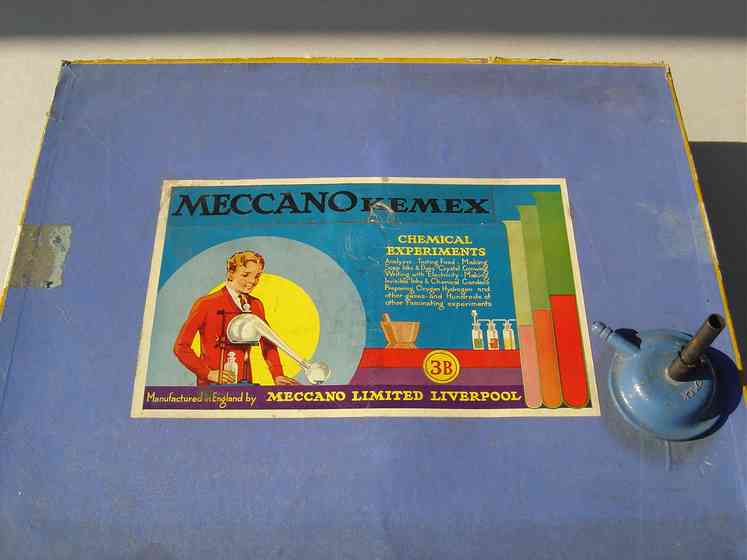 MECCANO KEMEX
CHEMICAL
EXPERIMENTS
Analysis - Testing Food - Making
Soap Inks & Dyes - Crystal Growing
Writing with Electricity - Making
Invisible Inks & Chemical Gardens
Preparing Oxygen Hydrogen and
other gases - and Hundreds of
other Fascinating experiments
3B
Manufactured in England by MECCANO LIMITED LIVERPOOL